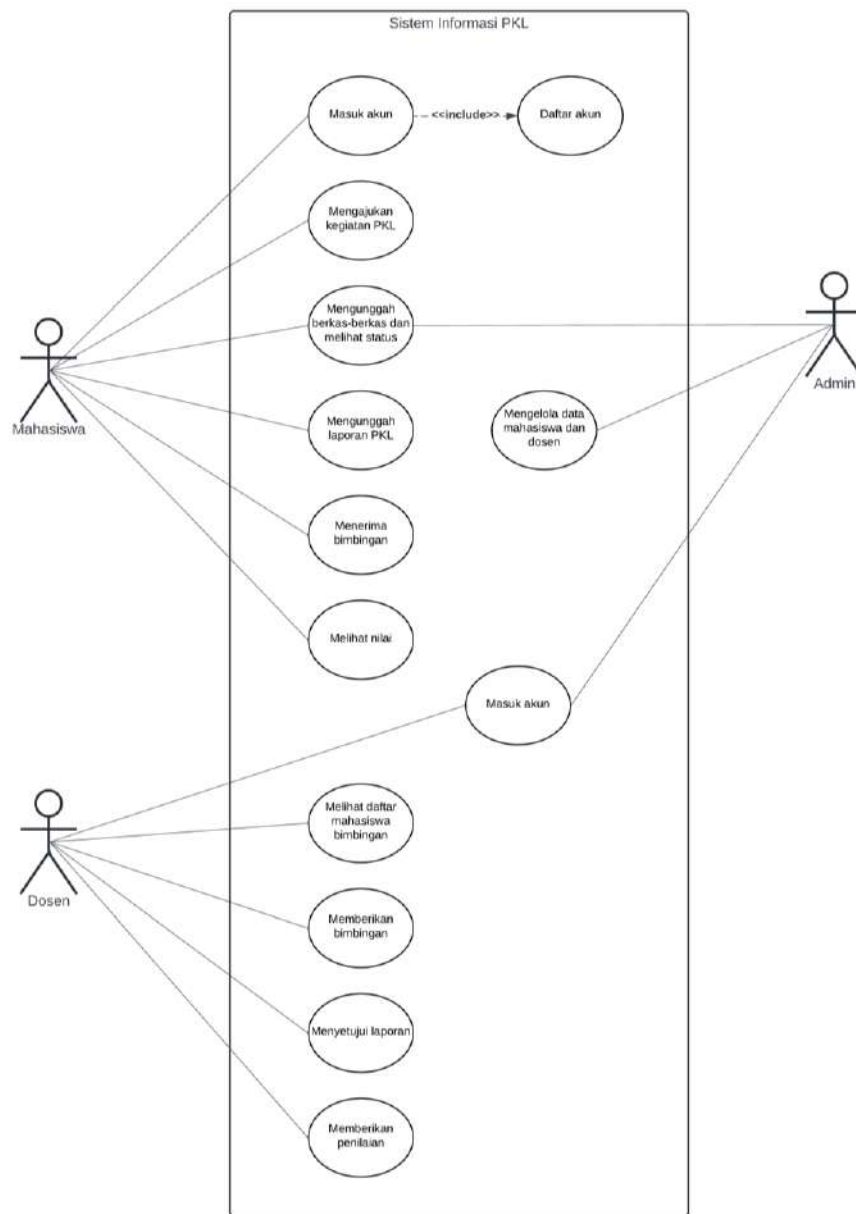 Sistem Informasi PKL
Masuk akun
<<include>>
Daftar akun
Mengajukan
kegiatan PKL
Mengunggah
berkas-berkas dan
melihat status
Mahasiswa
Admin
Mengunggah
laporan PKL
Mengelola data
mahasiswa dan
dosen
Menerima
bimbingan
Melihat nilai
Masuk akun
Melihat daftar
mahasiswa
bimbingan
Dosen
Memberikan
bimbingan
Menyetujui laporan
Memberikan
penilaian